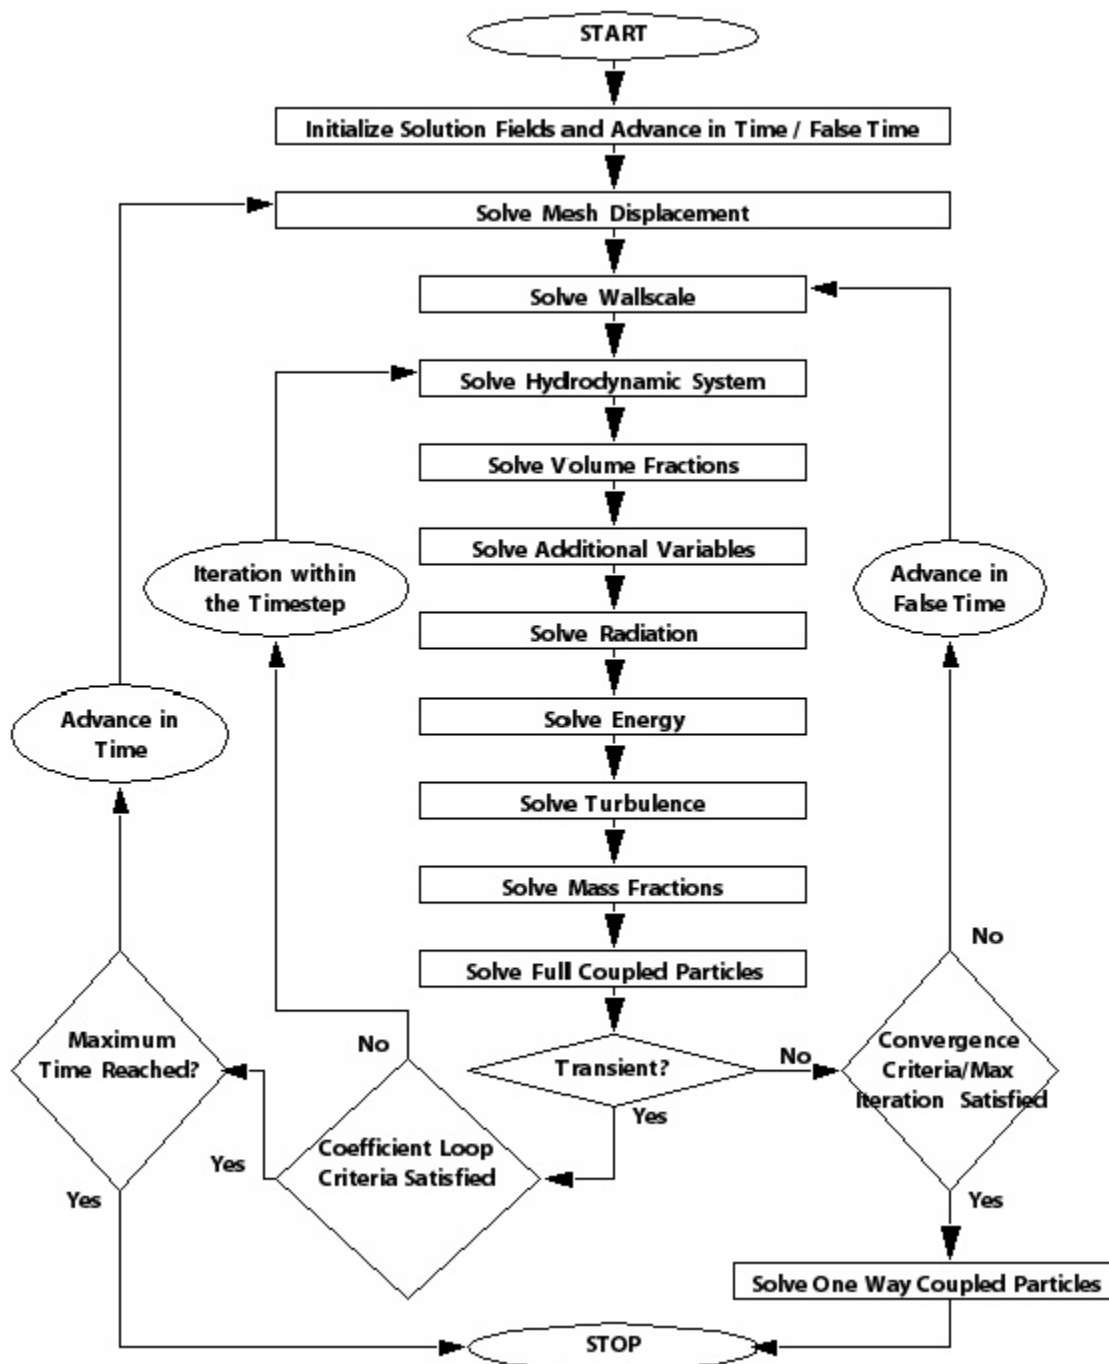 START
Initialize Solution Fields and Advance in Time / False Time
Solve Mesh Displacement
Solve Wallscale
Solve Hydrodynamic System
Solve Volume Fractions
Solve Additional Variables
Iteration within
the Timestep
Advance in
False Time
Solve Radiation
Advance in
Time
Solve Energy
Solve Turbulence
Solve Mass Fractions
No
Solve Full Coupled Particles
Maximum
Time Reached?
No
Transient?
No
Convergence
Criteria/Max
Iteration Satisfied
Yes
Coefficient Loop
Criteria Satisfied
Yes
Yes
Yes
Solve One Way Coupled Particles
STOP